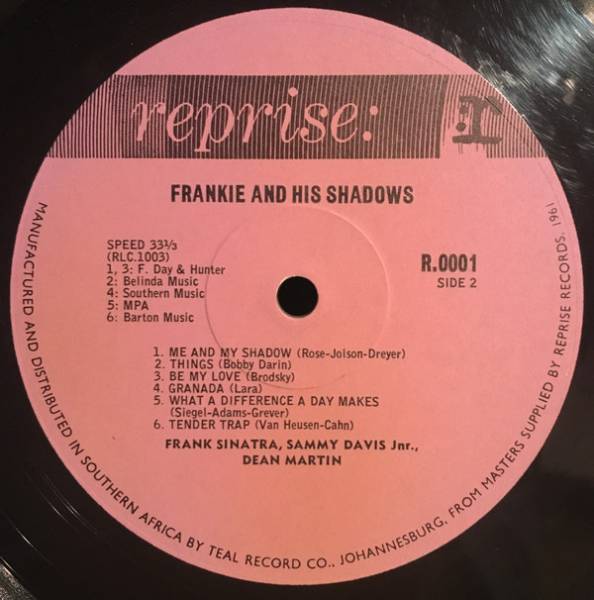 reprise: r
FRANKIE AND HIS SHADOWS
SPEED 33⅓
(RLC.1003)
1, 3: F. Day & Hunter
2: Belinda Music
4: Southern Music
5: MPA
6: Barton Music
R.0001
SIDE 2
1. ME AND MY SHADOW (Rose-Jolson-Dreyer)
2. THINGS (Bobby Darin)
3. BE MY LOVE (Brodsky)
4. GRANADA (Lara)
5. WHAT A DIFFERENCE A DAY MAKES
(Siegel-Adams-Grever)
6. TENDER TRAP (Van Heusen-Cahn)
FRANK SINATRA, SAMMY DAVIS Jnr.,
DEAN MARTIN
MANUFACTURED AND DISTRIBUTED IN SOUTHERN AFRICA BY TEAL RECORD CO., JOHANNESBURG, FROM MASTERS SUPPLIED BY REPRISE RECORDS. 1961